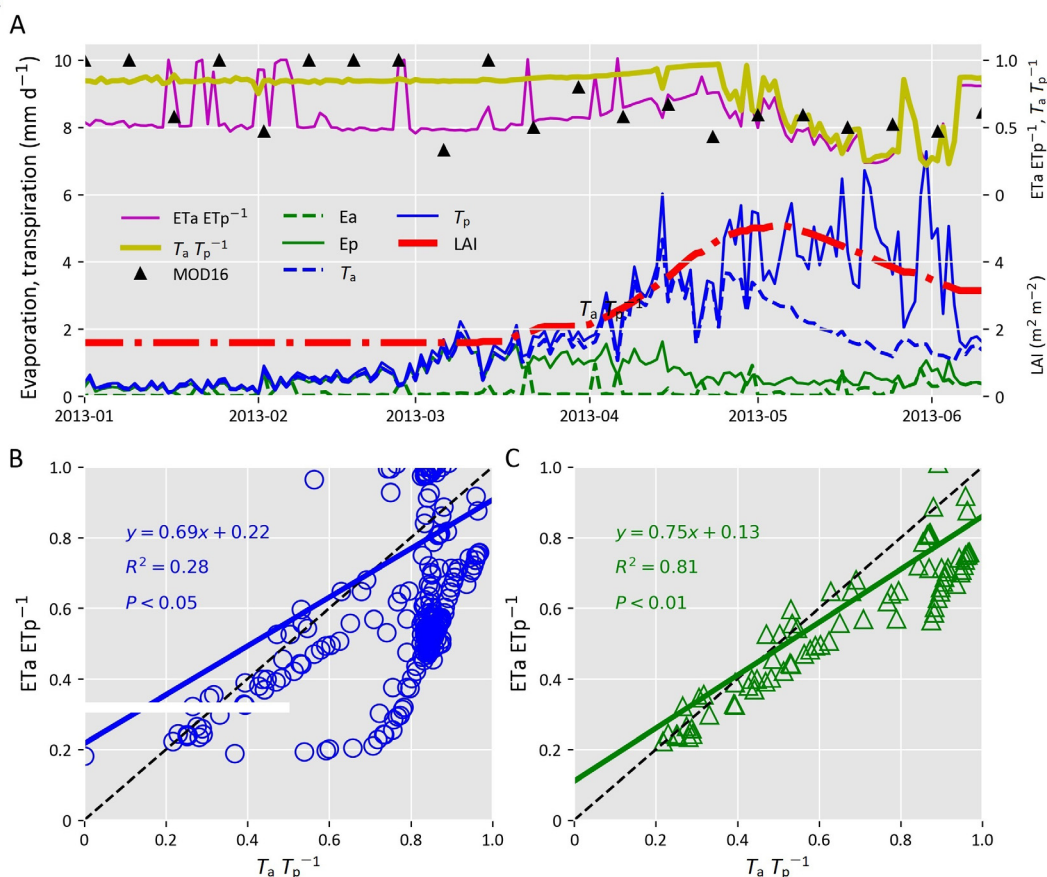 A
Evaporation, transpiration (mm d⁻¹)
10
8
6
4
2
0
ETa ETp⁻¹
Tₐ Tₚ⁻¹
MOD16
Ea
Ep
Tₐ
Tₚ
LAI
Tₐ Tₚ⁻¹
1.0
0.5
0
4
2
0
ETa ETp⁻¹, Tₐ Tₚ⁻¹
LAI (m² m⁻²)
2013-01 2013-02 2013-03 2013-04 2013-05 2013-06
B
ETa ETp⁻¹
1.0
0.8
0.6
0.4
0.2
0
y = 0.69x + 0.22
R² = 0.28
P < 0.05
0 0.2 0.4 0.6 0.8 1.0
Tₐ Tₚ⁻¹
C
ETa ETp⁻¹
1.0
0.8
0.6
0.4
0.2
0
y = 0.75x + 0.13
R² = 0.81
P < 0.01
0 0.2 0.4 0.6 0.8 1.0
Tₐ Tₚ⁻¹